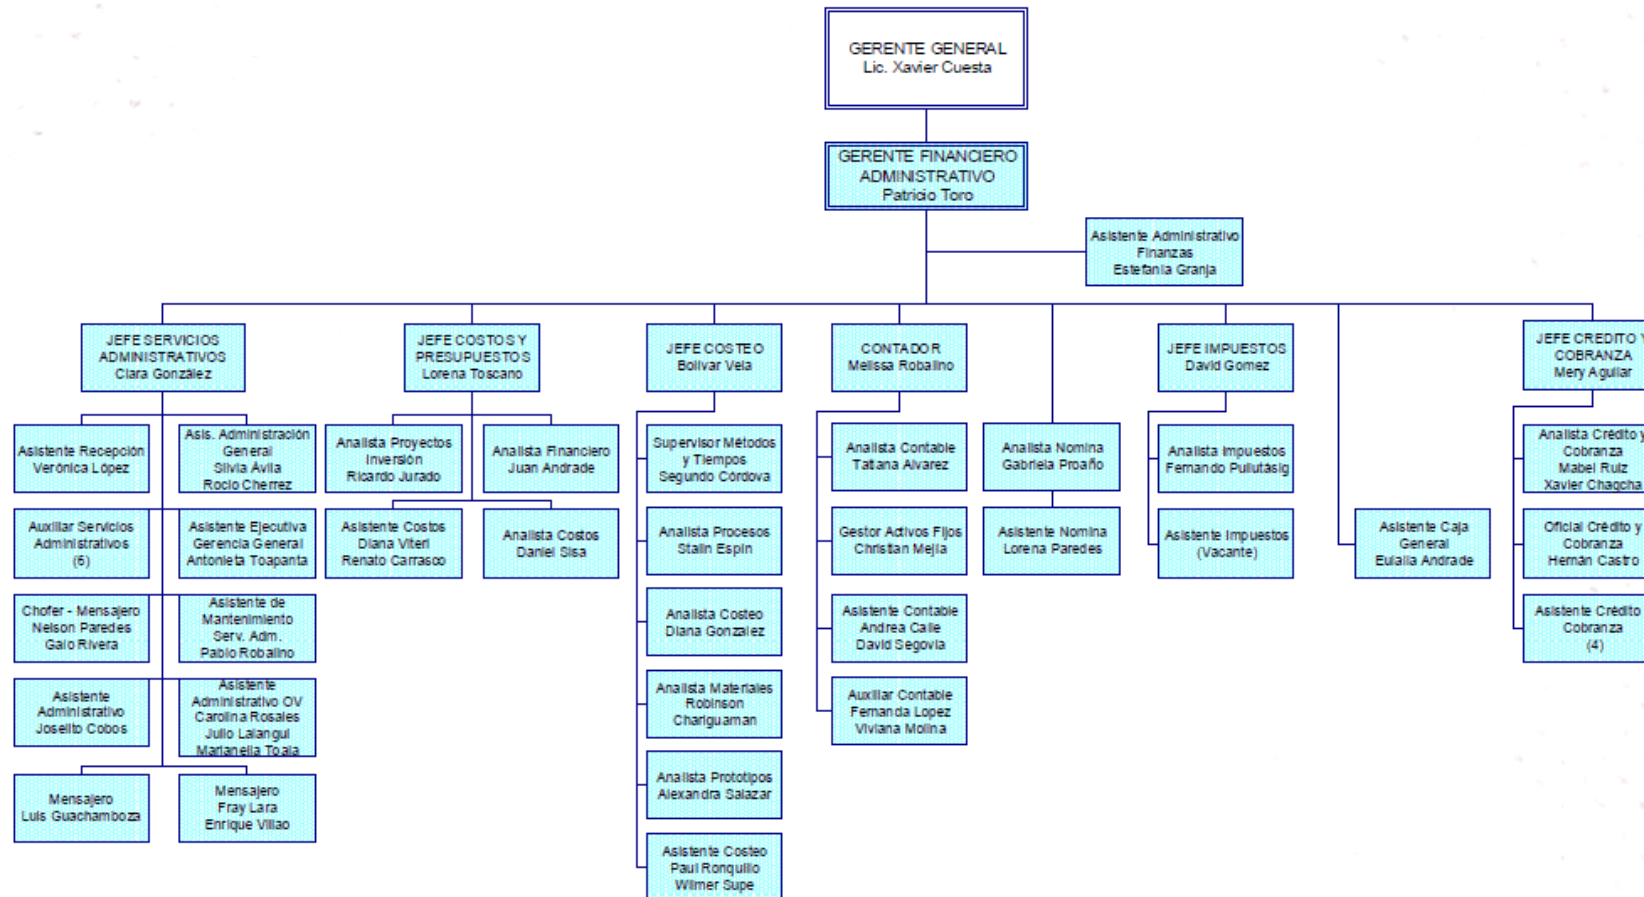 GERENTE GENERAL
Lic. Xavier Cuesta
GERENTE FINANCIERO
ADMINISTRATIVO
Patricio Toro
Asistente Administrativo
Finanzas
Estefania Granja
JEFE SERVICIOS
ADMINISTRATIVOS
Clara González
JEFE COSTOS Y
PRESUPUESTOS
Lorena Toscano
JEFE COSTEO
Bolivar Vela
CONTADOR
Melissa Robalino
JEFE IMPUESTOS
David Gomez
JEFE CREDITO Y
COBRANZA
Mery Aguilar
Asistente Recepción
Verónica López
Asis. Administración
General
Silvia Ávila
Rocio Cherrez
Analista Proyectos
Inversión
Ricardo Jurado
Analista Financiero
Juan Andrade
Supervisor Métodos
y Tiempos
Segundo Córdova
Analista Contable
Tatiana Alvarez
Analista Nomina
Gabriela Proaño
Analista Impuestos
Fernando Pullutásig
Analista Crédito y
Cobranza
Mabel Ruiz
Xavier Chagcha
Auxiliar Servicios
Administrativos
(6)
Asistente Ejecutiva
Gerencia General
Antonieta Toapanta
Asistente Costos
Diana Viteri
Renato Carrasco
Analista Costos
Daniel Sisa
Analista Procesos
Stalin Espin
Gestor Activos Fijos
Christian Mejia
Asistente Nomina
Lorena Paredes
Asistente Impuestos
(Vacante)
Asistente Caja
General
Eulalia Andrade
Oficial Crédito y
Cobranza
Hernán Castro
Chofer - Mensajero
Nelson Paredes
Galo Rivera
Asistente de
Mantenimiento
Serv. Adm.
Pablo Robalino
Analista Costeo
Diana Gonzalez
Asistente Contable
Andrea Calle
David Segovia
Asistente Crédito
Cobranza
(4)
Asistente
Administrativo
Joselito Cobos
Asistente
Administrativo OV
Carolina Rosales
Julio Lalangui
Marianella Toala
Analista Materiales
Robinson
Chariguaman
Auxiliar Contable
Fernanda Lopez
Viviana Molina
Mensajero
Luis Guachamboza
Mensajero
Fray Lara
Enrique Villao
Analista Prototipos
Alexandra Salazar
Asistente Costeo
Paul Ronquillo
Wilmer Supe